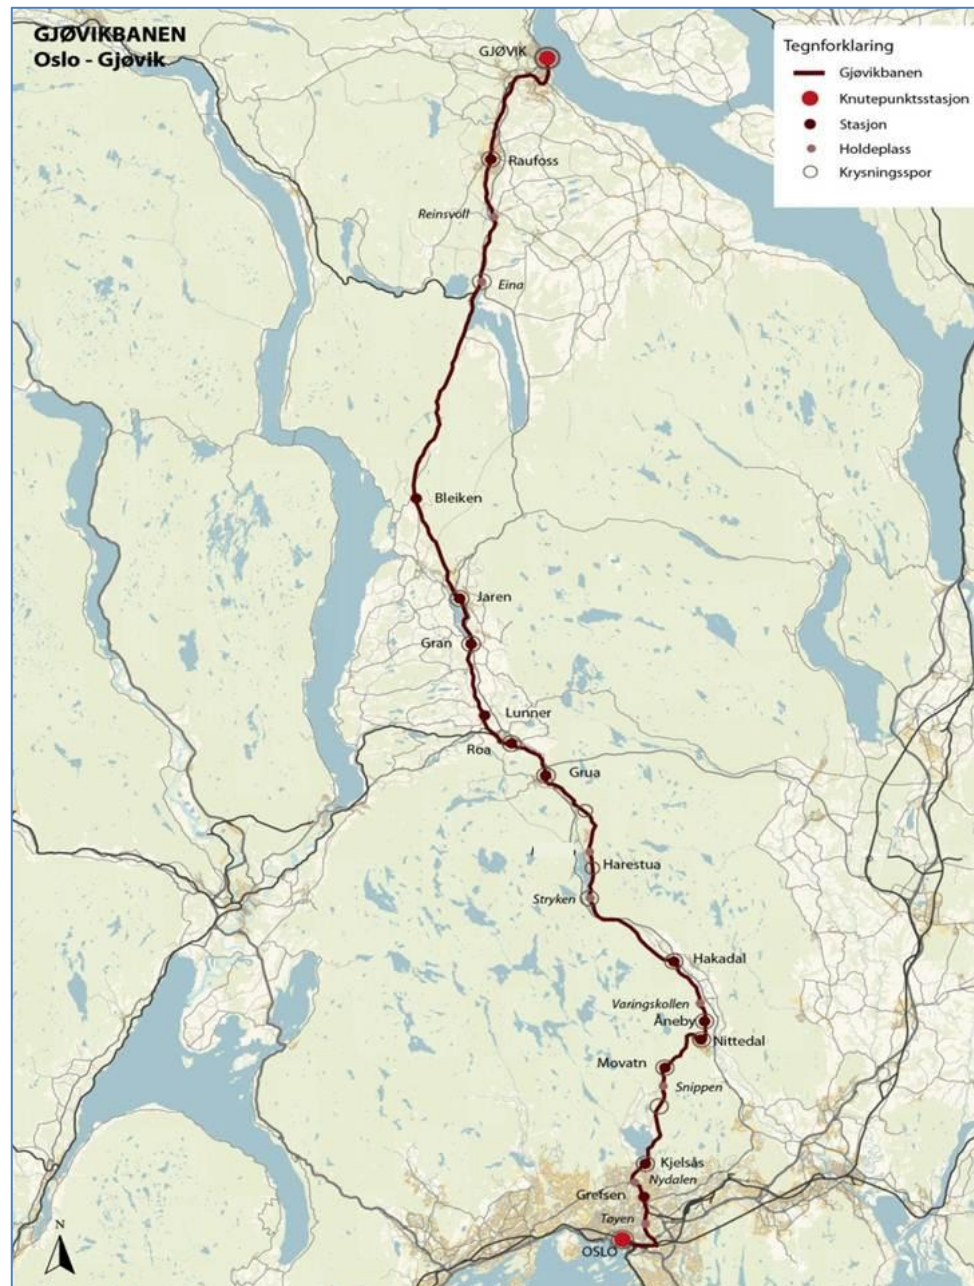 GJØVIKBANEN
Oslo - Gjøvik
Tegnforklaring
Gjøvikbanen
Knutepunktsstasjon
Stasjon
Holdeplass
Krysningsspor
GJØVIK
Raufoss
Reinsvoll
Eina
Bleiken
Jaren
Gran
Lunner
Roa
Grua
Harestua
Stryken
Hakadal
Varingskollen
Åneby
Nittedal
Movatn
Snippen
Kjelsås
Nydalen
Grefsen
Tøyen
OSLO
N